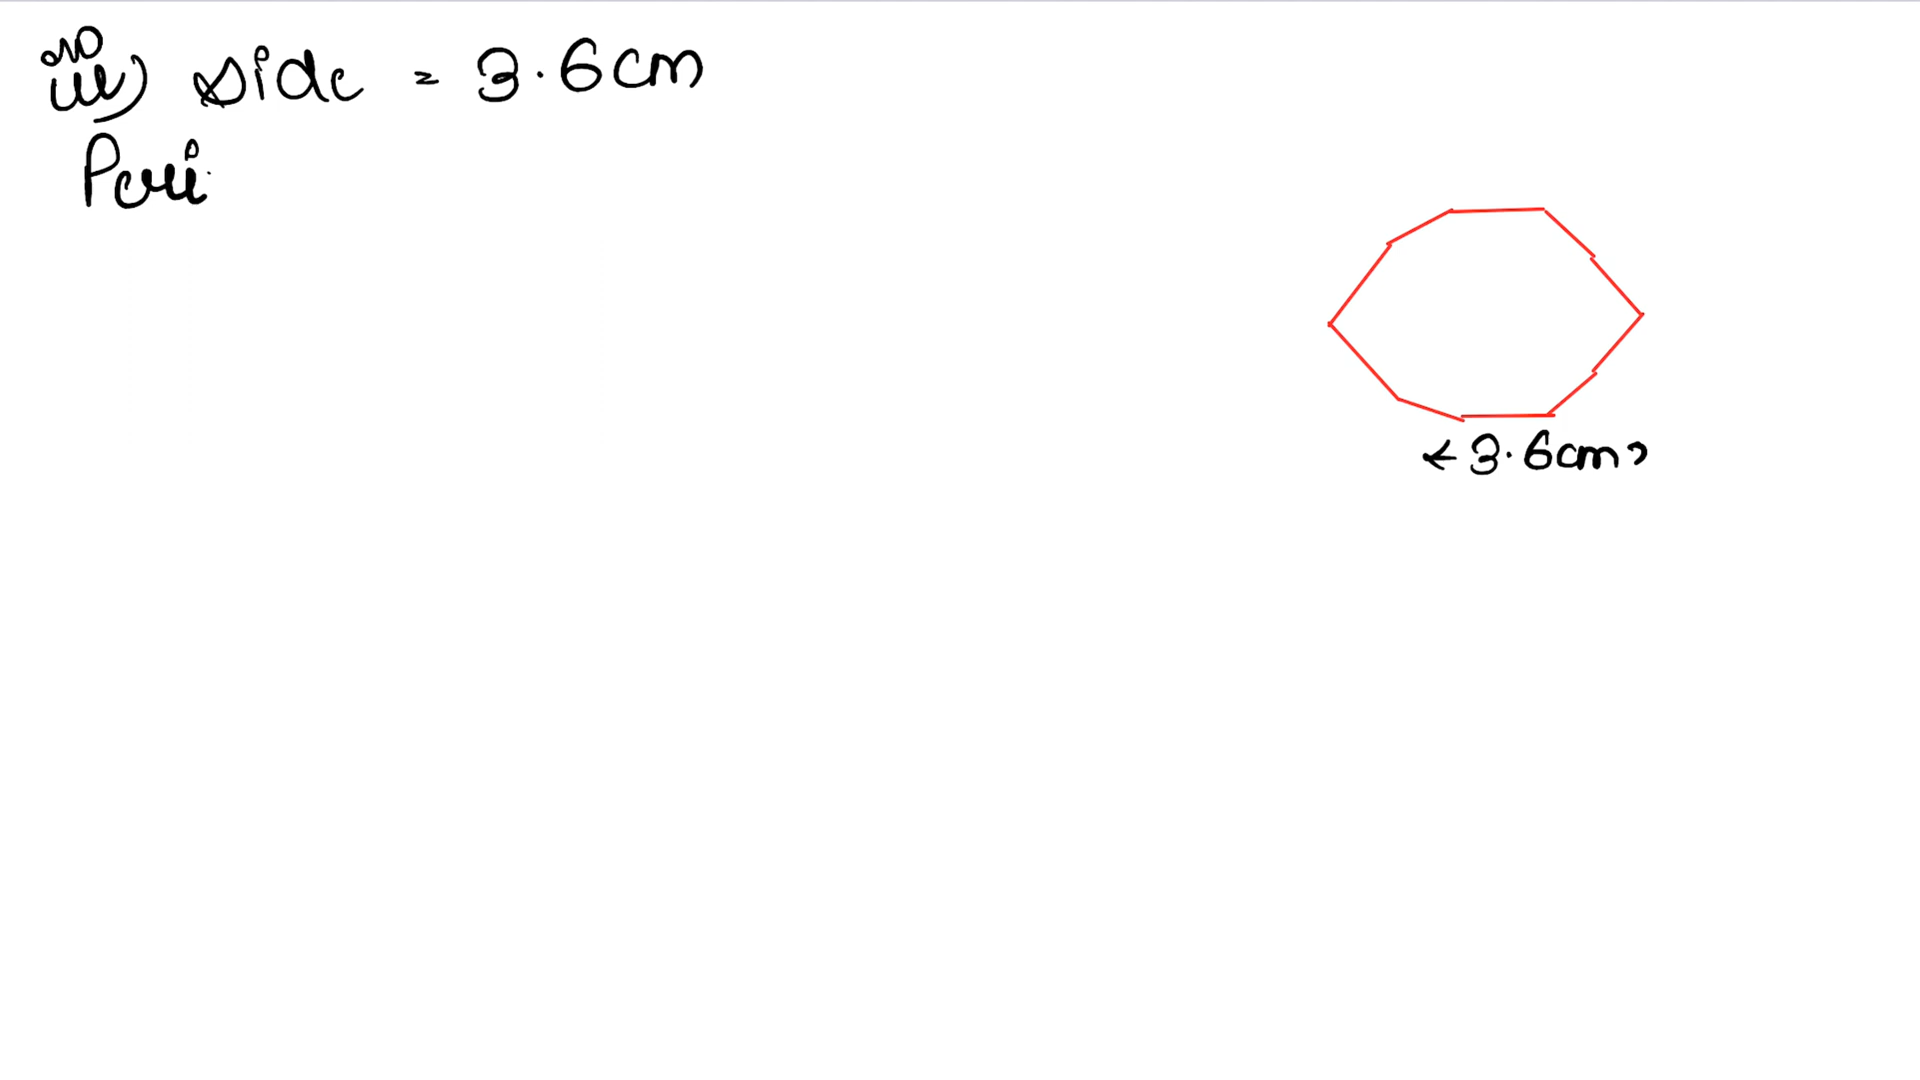 iii) side = 3.6cm
Peri
3.6cm